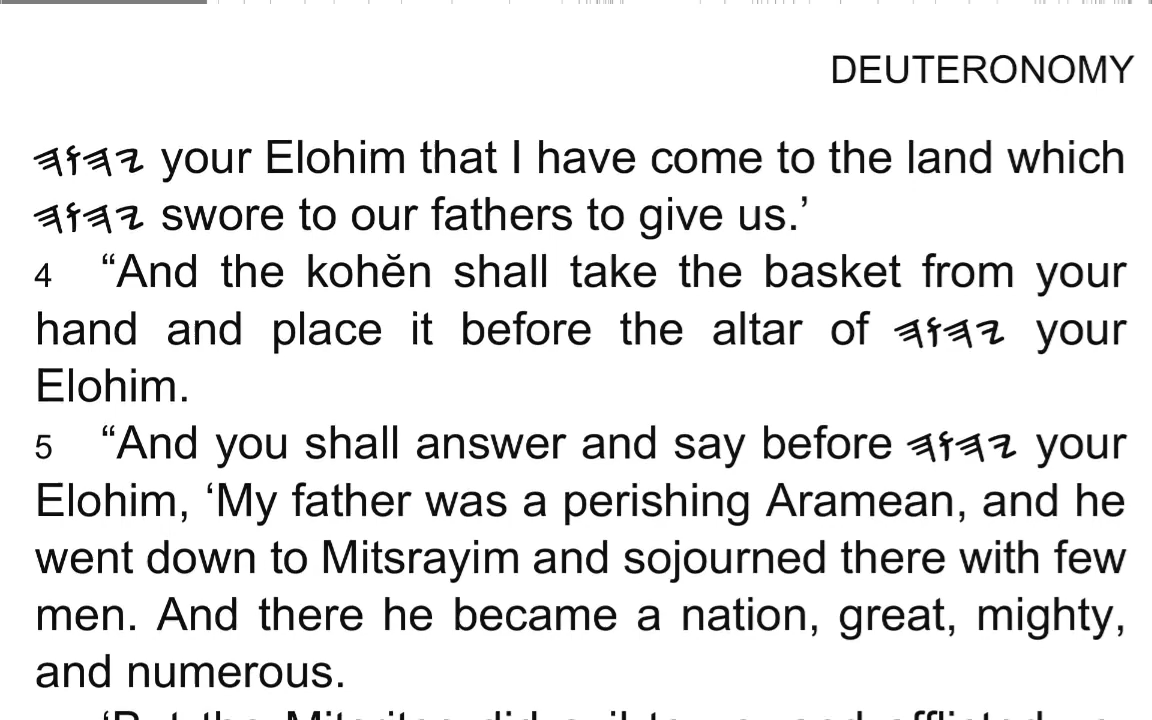 DEUTERONOMY
𐤉𐤄𐤅𐤄 your Elohim that I have come to the land which
𐤉𐤄𐤅𐤄 swore to our fathers to give us.’
4 “And the kohĕn shall take the basket from your
hand and place it before the altar of 𐤉𐤄𐤅𐤄 your
Elohim.
5 “And you shall answer and say before 𐤉𐤄𐤅𐤄 your
Elohim, ‘My father was a perishing Aramean, and he
went down to Mitsrayim and sojourned there with few
men. And there he became a nation, great, mighty,
and numerous.